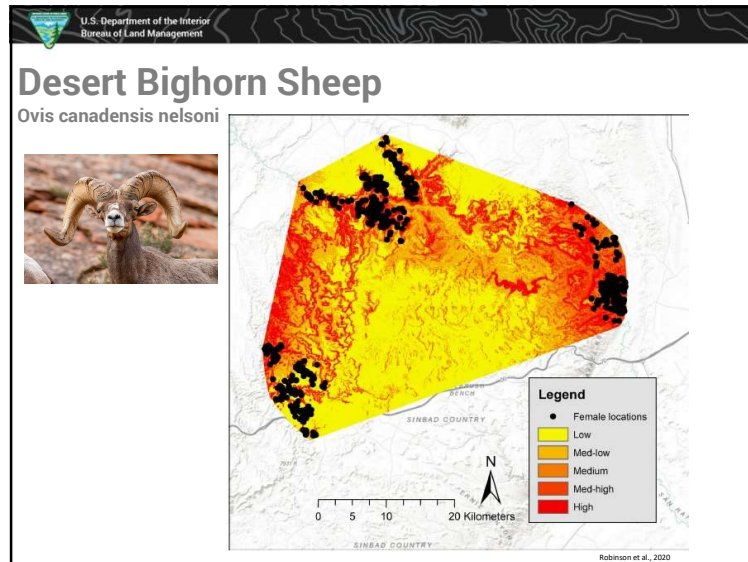 U.S. Department of the Interior
Bureau of Land Management
Desert Bighorn Sheep
Ovis canadensis nelsoni
BENCH
SINBAD COUNTRY
Legend
Female locations
Low
Med-low
Medium
Med-high
High
N
0 5 10 20 Kilometers
SINBAD COUNTRY
Robinson et al., 2020